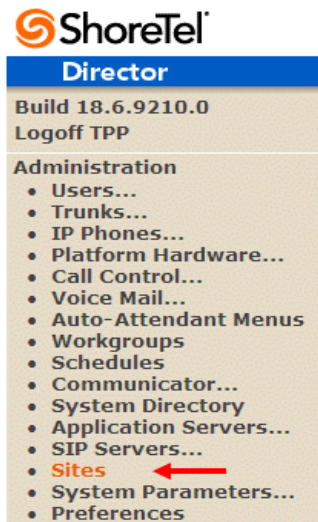 ShoreTel
Director
Build 18.6.9210.0
Logoff TPP
Administration
• Users...
• Trunks...
• IP Phones...
• Platform Hardware...
• Call Control...
• Voice Mail...
• Auto-Attendant Menus
• Workgroups
• Schedules
• Communicator...
• System Directory
• Application Servers...
• SIP Servers...
• Sites
• System Parameters...
• Preferences